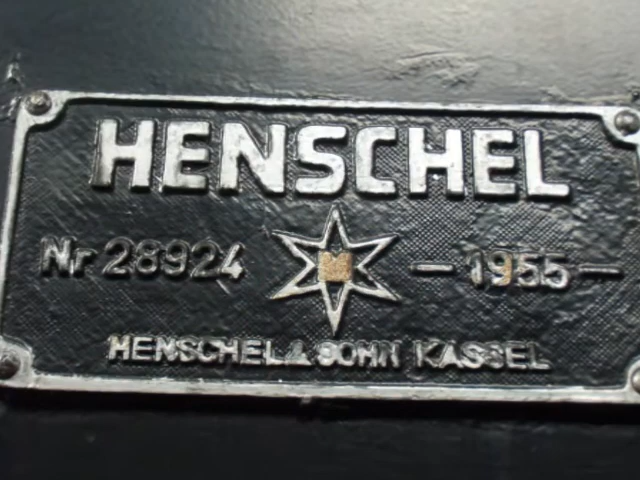 HENSCHEL
Nr 28924 — 1955 —
HENSCHEL & SOHN KASSEL